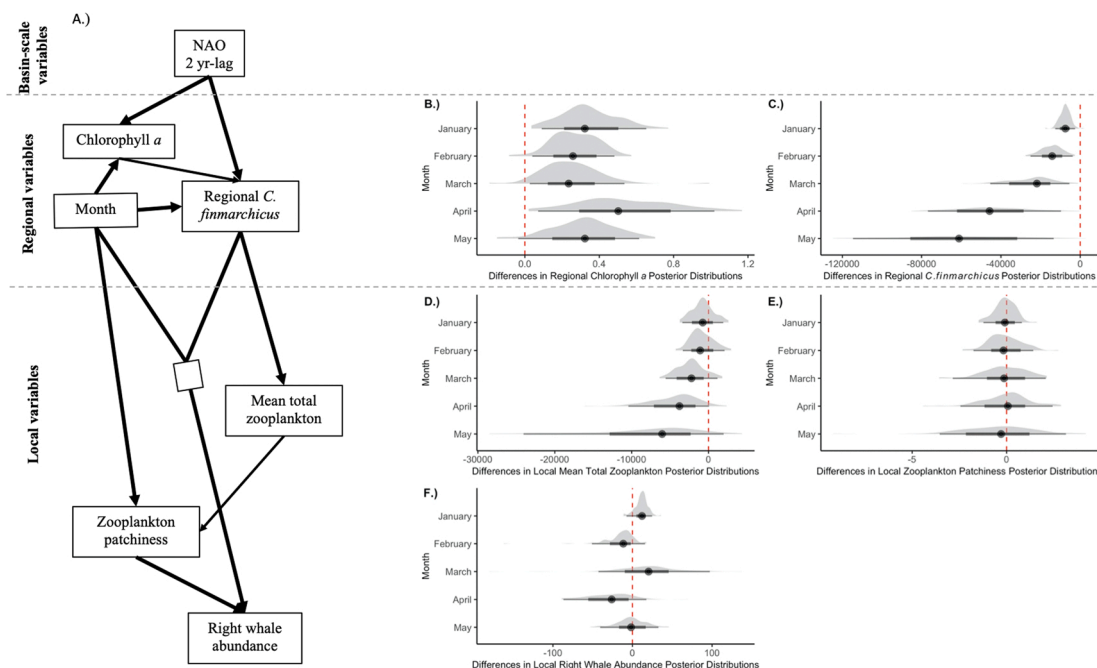 A.)
Basin-scale
variables
NAO
2 yr-lag
Regional variables
Chlorophyll a
Month
Regional C.
finmarchicus
Local variables
Mean total
zooplankton
Zooplankton
patchiness
Right whale
abundance
B.)
Month
January
February
March
April
May
0.0 0.4 0.8 1.2
Differences in Regional Chlorophyll a Posterior Distributions
C.)
Month
January
February
March
April
May
-120000 -80000 -40000 0
Differences in Regional C.finmarchicus Posterior Distributions
D.)
Month
January
February
March
April
May
-30000 -20000 -10000 0
Differences in Local Mean Total Zooplankton Posterior Distributions
E.)
Month
January
February
March
April
May
-5 0
Differences in Local Zooplankton Patchiness Posterior Distribution
F.)
Month
January
February
March
April
May
-100 0 100
Differences in Local Right Whale Abundance Posterior Distributions